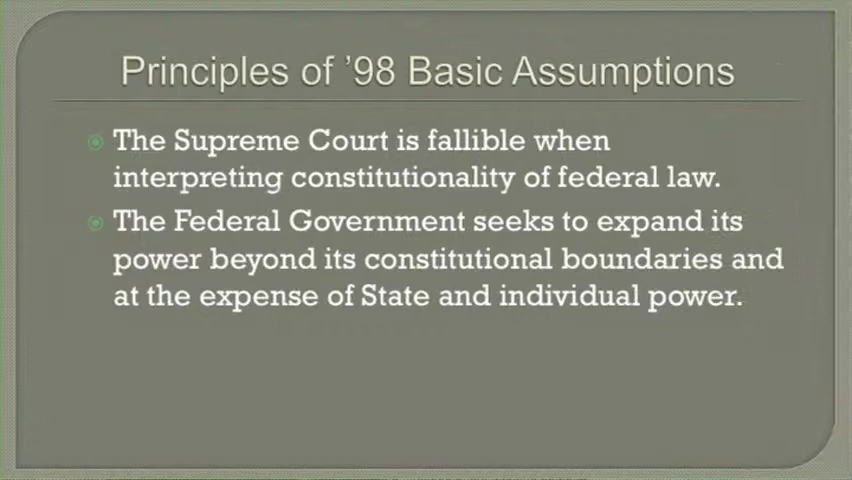 Principles of ’98 Basic Assumptions
The Supreme Court is fallible when
interpreting constitutionality of federal law.
The Federal Government seeks to expand its
power beyond its constitutional boundaries and
at the expense of State and individual power.